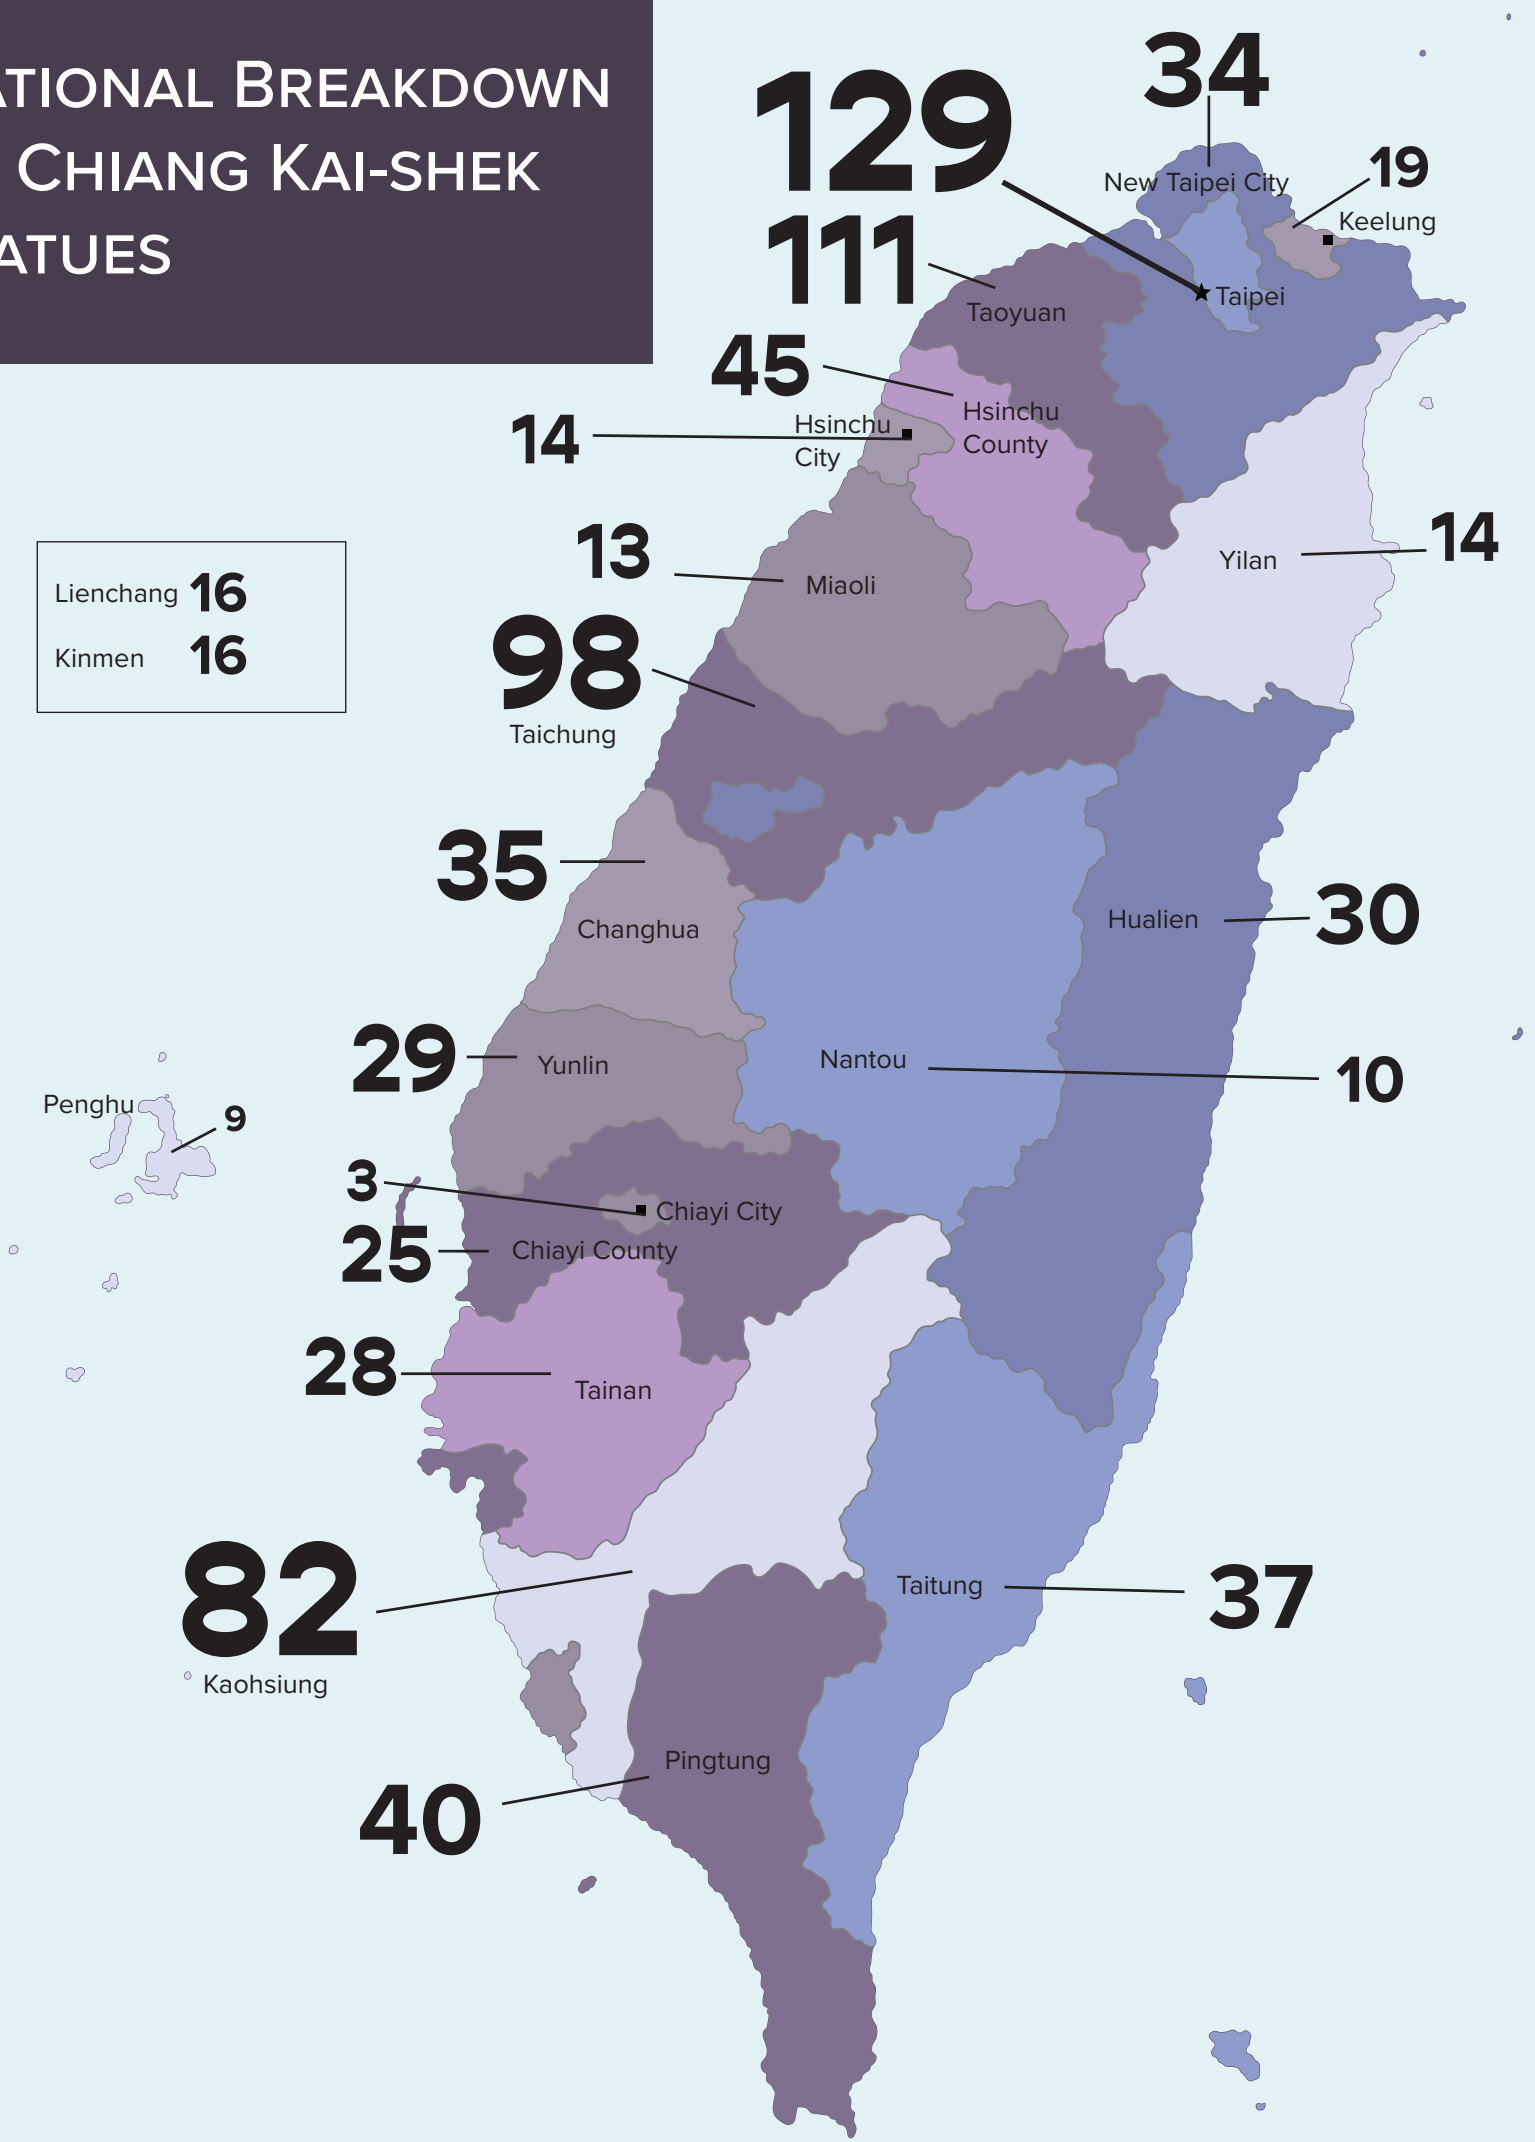 ATIONAL BREAKDOWN
CHIANG KAI-SHEK
ATUES
34
129
New Taipei City
19
Keelung
111
Taipei
Taoyuan
45
Hsinchu
County
14
Hsinchu
City
14
Yilan
13
Miaoli
Lienchang 16
Kinmen 16
98
Taichung
35
Changhua
Hualien
30
29
Yunlin
Nantou
10
Penghu
9
3
Chiayi City
25
Chiayi County
28
Tainan
82
Kaohsiung
Taitung
37
Pingtung
40